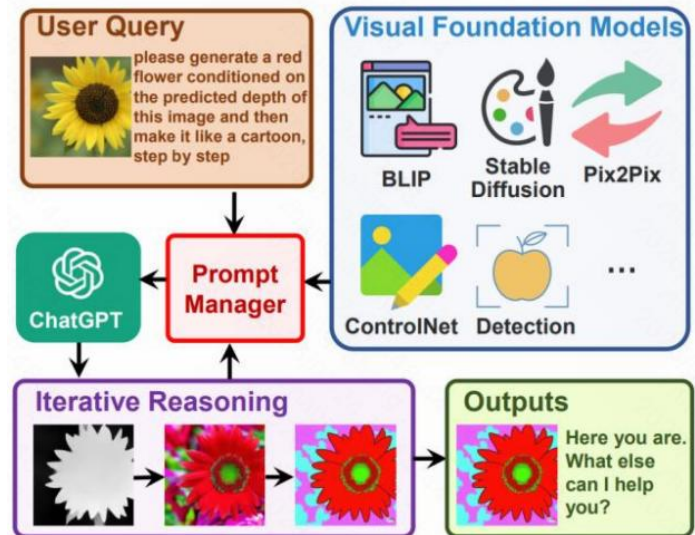 User Query
please generate a red
flower conditioned on
the predicted depth of
this image and then
make it like a cartoon,
step by step
Visual Foundation Models
BLIP
Stable
Diffusion
Pix2Pix
ControlNet
Detection
...
ChatGPT
Prompt
Manager
Iterative Reasoning
Outputs
Here you are.
What else
can I help
you?